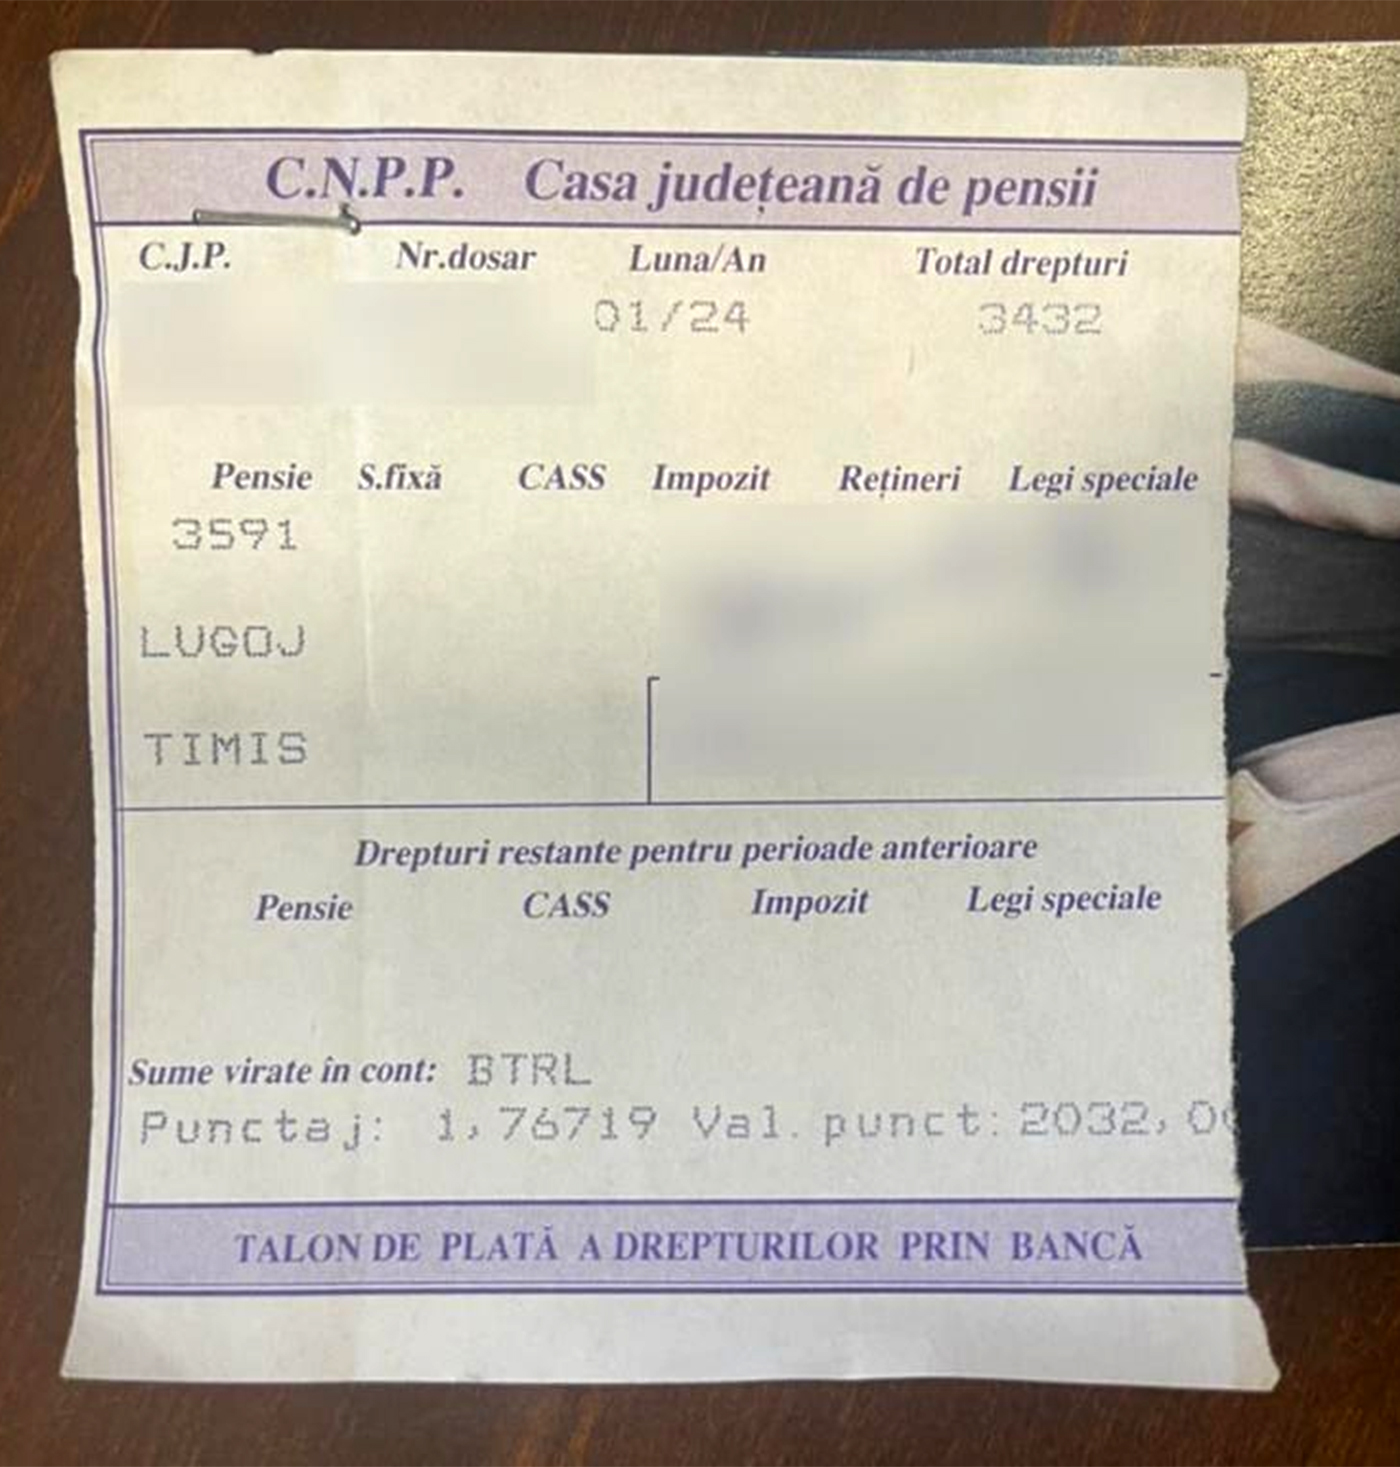 C.N.P.P. Casa județeană de pensii
C.J.P. Nr.dosar Luna/An Total drepturi
01/24 3432
Pensie S.fixă CASS Impozit Rețineri Legi speciale
3591
LUGOJ
TIMIS
Drepturi restante pentru perioade anterioare
Pensie CASS Impozit Legi speciale
Sume virate în cont: BTRL
Punctaj: 1,76719 Val. punct: 2032,00
TALON DE PLATĂ A DREPTURILOR PRIN BANCĂ